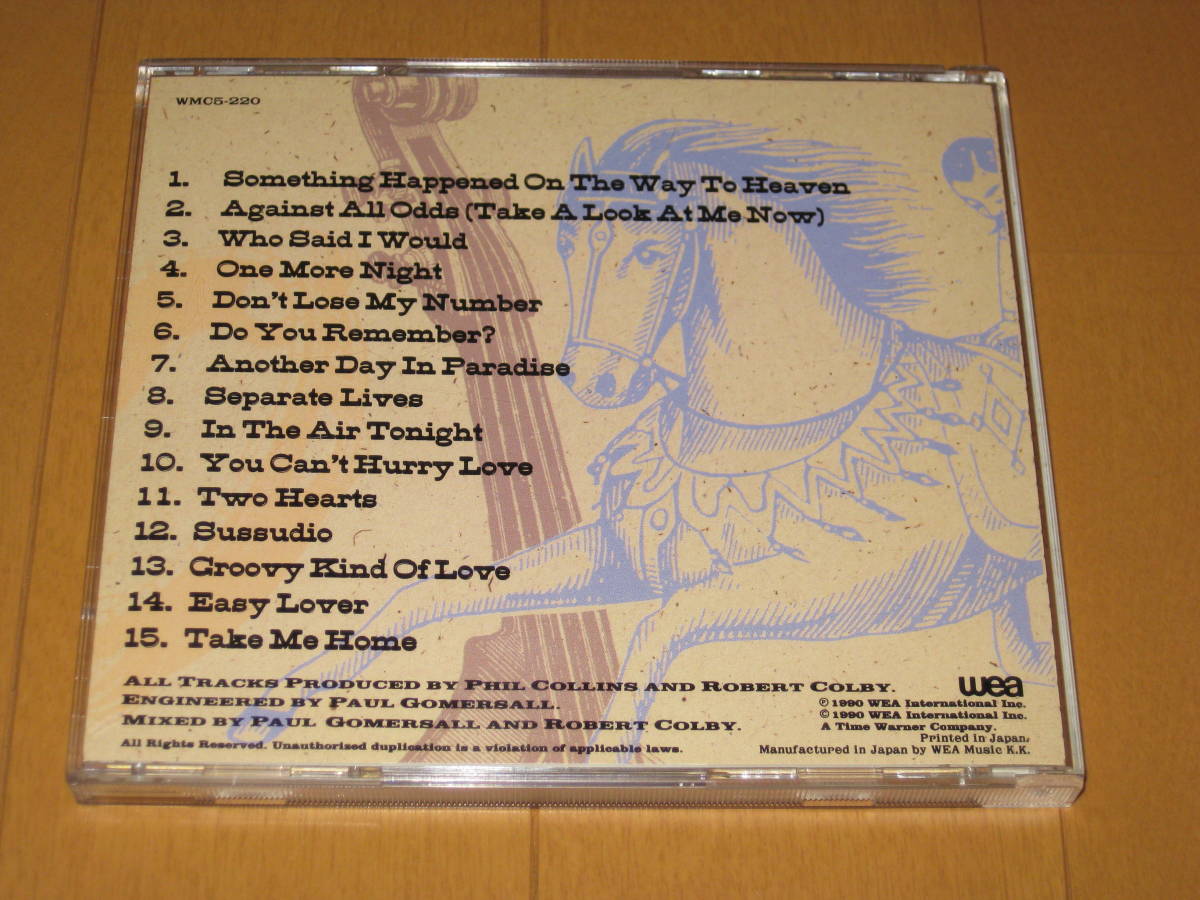 WMC5-220
1. Something Happened On The Way To Heaven
2. Against All Odds (Take A Look At Me Now)
3. Who Said I Would
4. One More Night
5. Don't Lose My Number
6. Do You Remember?
7. Another Day In Paradise
8. Separate Lives
9. In The Air Tonight
10. You Can't Hurry Love
11. Two Hearts
12. Sussudio
13. Groovy Kind Of Love
14. Easy Lover
15. Take Me Home
All Tracks Produced by Phil Collins and Robert Colby.
Engineered by Paul Gomersall.
Mixed by Paul Gomersall and Robert Colby.
All Rights Reserved. Unauthorized duplication is a violation of applicable laws.
wea
℗ 1990 WEA International Inc.
© 1990 WEA International Inc.
A Time Warner Company.
Printed in Japan.
Manufactured in Japan by WEA Music K.K.